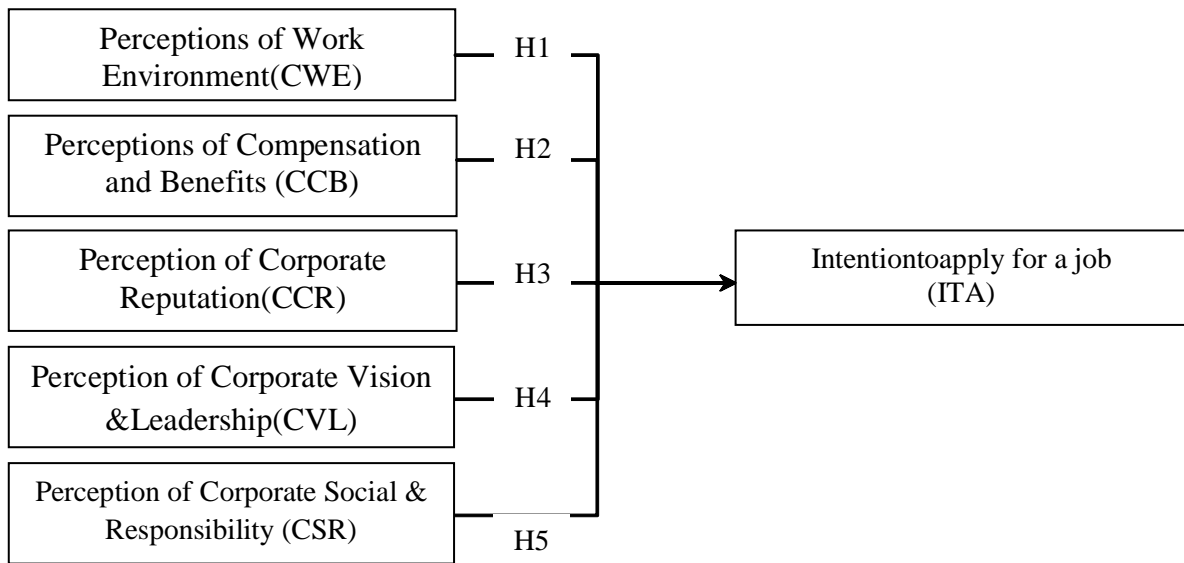 Perceptions of Work
Environment(CWE)
H1
Perceptions of Compensation
and Benefits (CCB)
H2
Perception of Corporate
Reputation(CCR)
H3
Perception of Corporate Vision
&Leadership(CVL)
H4
Perception of Corporate Social &
Responsibility (CSR)
H5
Intentiontoapply for a job
(ITA)